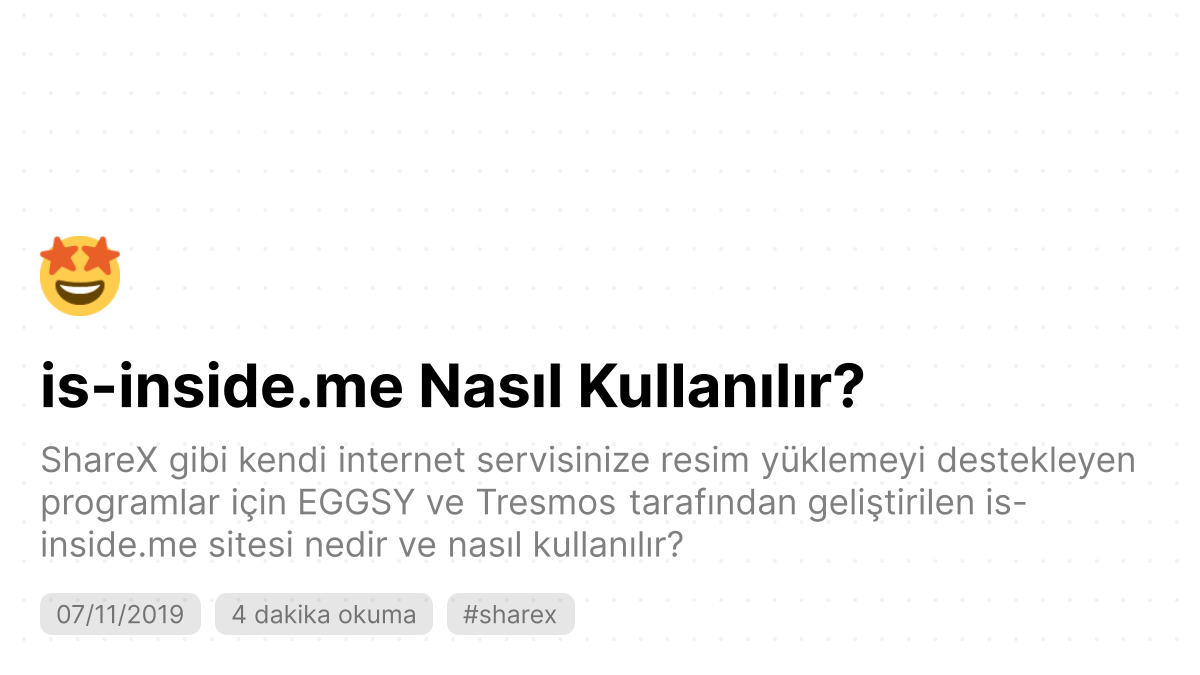 is-inside.me Nasıl Kullanılır?
ShareX gibi kendi internet servisinize resim yüklemeyi destekleyen
programlar için EGGSY ve Tresmos tarafından geliştirilen is-
inside.me sitesi nedir ve nasıl kullanılır?
07/11/2019 4 dakika okuma #sharex